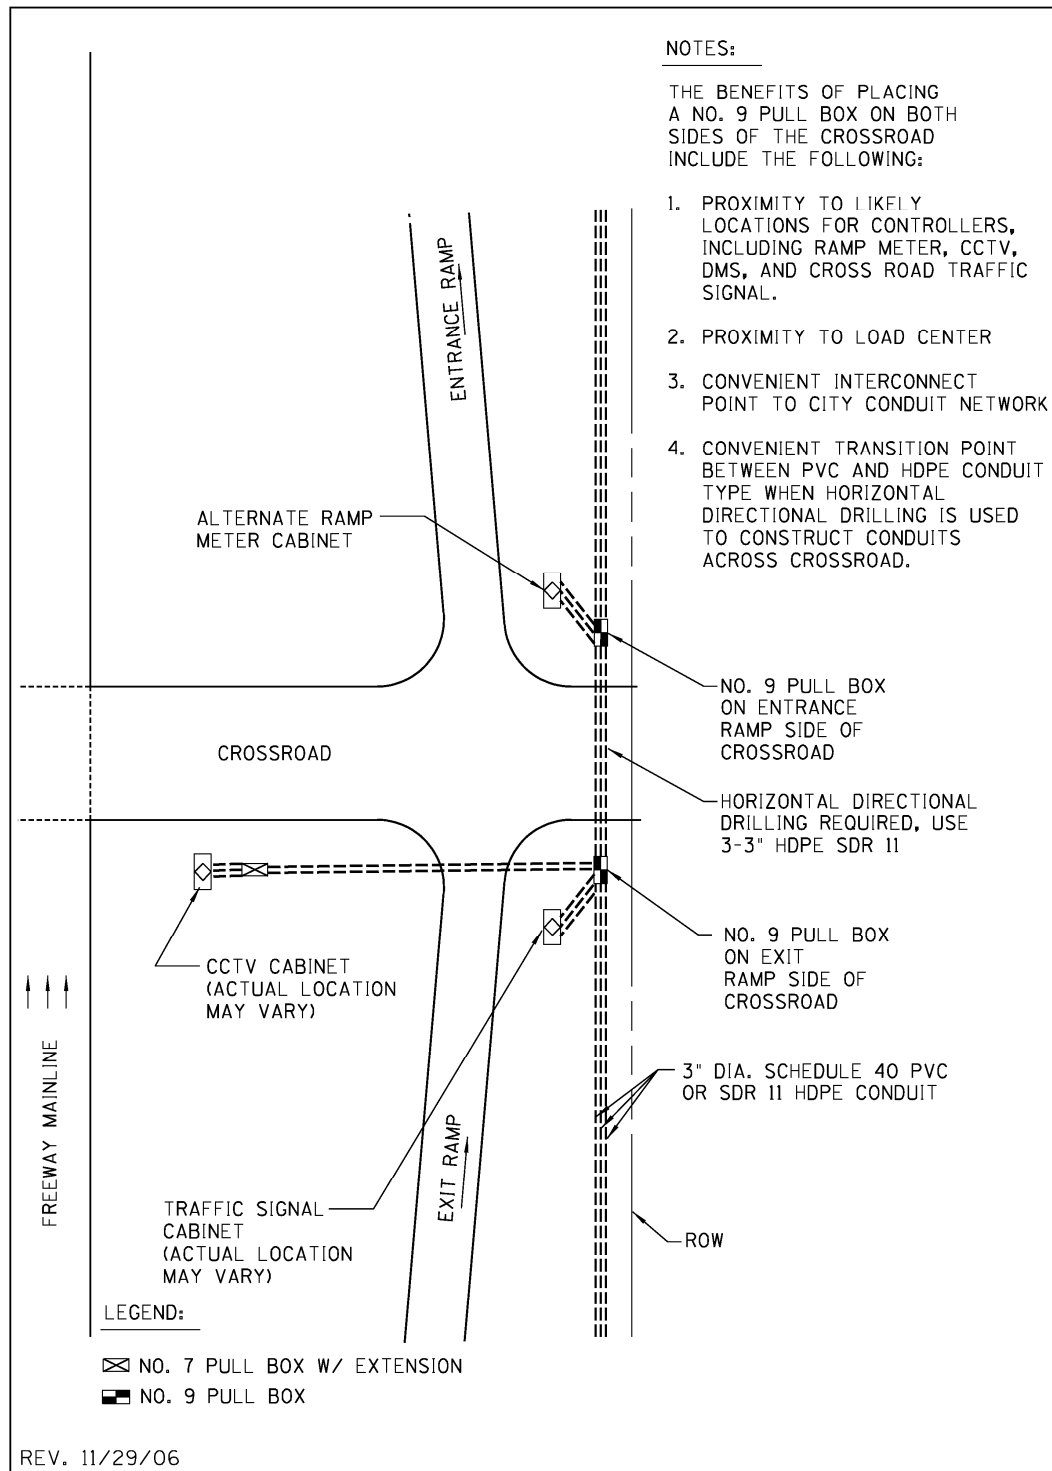 NOTES:
THE BENEFITS OF PLACING
A NO. 9 PULL BOX ON BOTH
SIDES OF THE CROSSROAD
INCLUDE THE FOLLOWING:
1. PROXIMITY TO LIKELY
LOCATIONS FOR CONTROLLERS,
INCLUDING RAMP METER, CCTV,
DMS, AND CROSS ROAD TRAFFIC
SIGNAL.
2. PROXIMITY TO LOAD CENTER
3. CONVENIENT INTERCONNECT
POINT TO CITY CONDUIT NETWORK
4. CONVENIENT TRANSITION POINT
BETWEEN PVC AND HDPE CONDUIT
TYPE WHEN HORIZONTAL
DIRECTIONAL DRILLING IS USED
TO CONSTRUCT CONDUITS
ACROSS CROSSROAD.
ENTRANCE RAMP
ALTERNATE RAMP
METER CABINET
NO. 9 PULL BOX
ON ENTRANCE
RAMP SIDE OF
CROSSROAD
CROSSROAD
HORIZONTAL DIRECTIONAL
DRILLING REQUIRED, USE
3-3" HDPE SDR 11
NO. 9 PULL BOX
ON EXIT
RAMP SIDE OF
CROSSROAD
CCTV CABINET
(ACTUAL LOCATION
MAY VARY)
FREEWAY MAINLINE
3" DIA. SCHEDULE 40 PVC
OR SDR 11 HDPE CONDUIT
EXIT RAMP
TRAFFIC SIGNAL
CABINET
(ACTUAL LOCATION
MAY VARY)
ROW
LEGEND:
NO. 7 PULL BOX W/ EXTENSION
NO. 9 PULL BOX
REV. 11/29/06